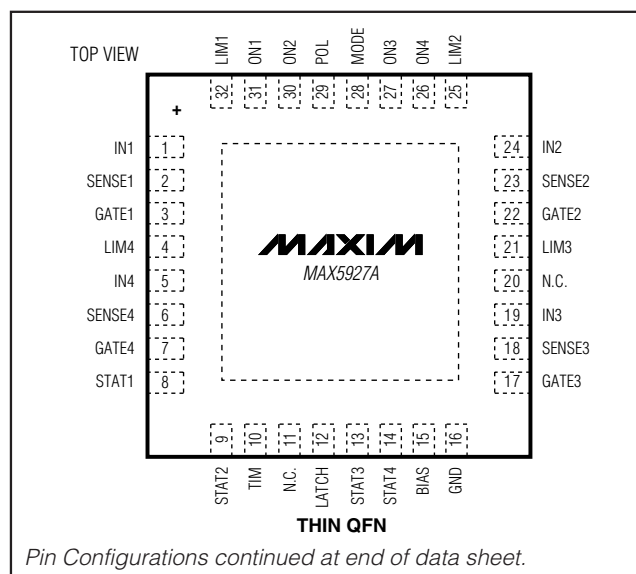 TOP VIEW
LIM1
ON1
ON2
POL
MODE
ON3
ON4
LIM2
32
31
30
29
28
27
26
25
+
IN1 1
SENSE1 2
GATE1 3
LIM4 4
IN4 5
SENSE4 6
GATE4 7
STAT1 8
MAXIM
MAX5927A
24 IN2
23 SENSE2
22 GATE2
21 LIM3
20 N.C.
19 IN3
18 SENSE3
17 GATE3
9
10
11
12
13
14
15
16
STAT2
TIM
N.C.
LATCH
STAT3
STAT4
BIAS
GND
THIN QFN
Pin Configurations continued at end of data sheet.